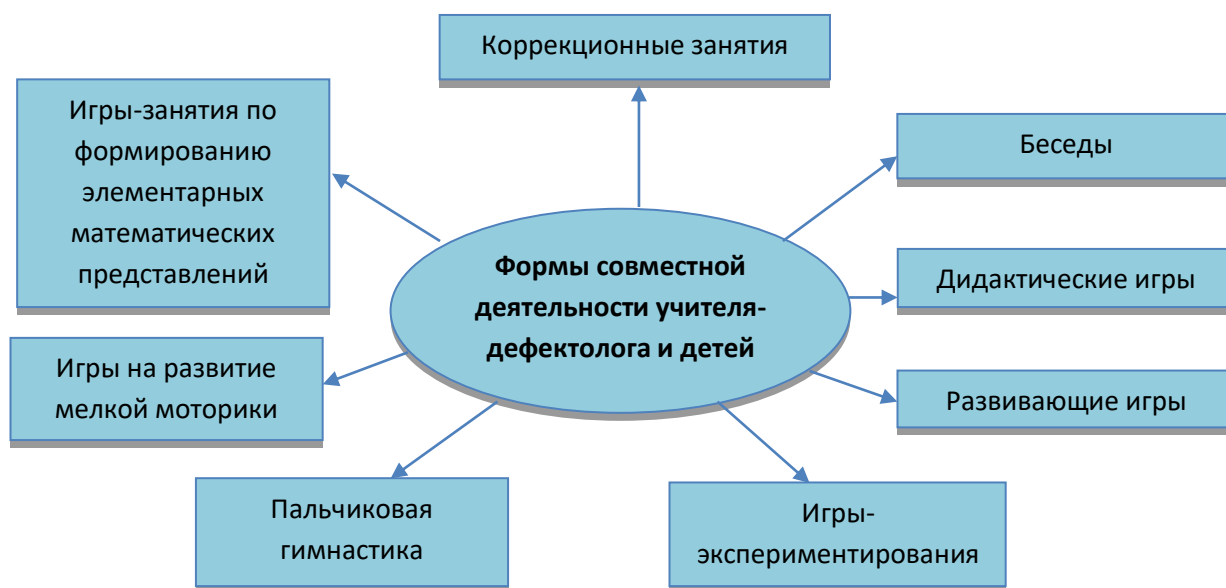 Коррекционные занятия
Игры-занятия по
формированию
элементарных
математических
представлений
Беседы
Формы совместной
деятельности учителя-
дефектолога и детей
Дидактические игры
Игры на развитие
мелкой моторики
Развивающие игры
Пальчиковая
гимнастика
Игры-
экспериментирования